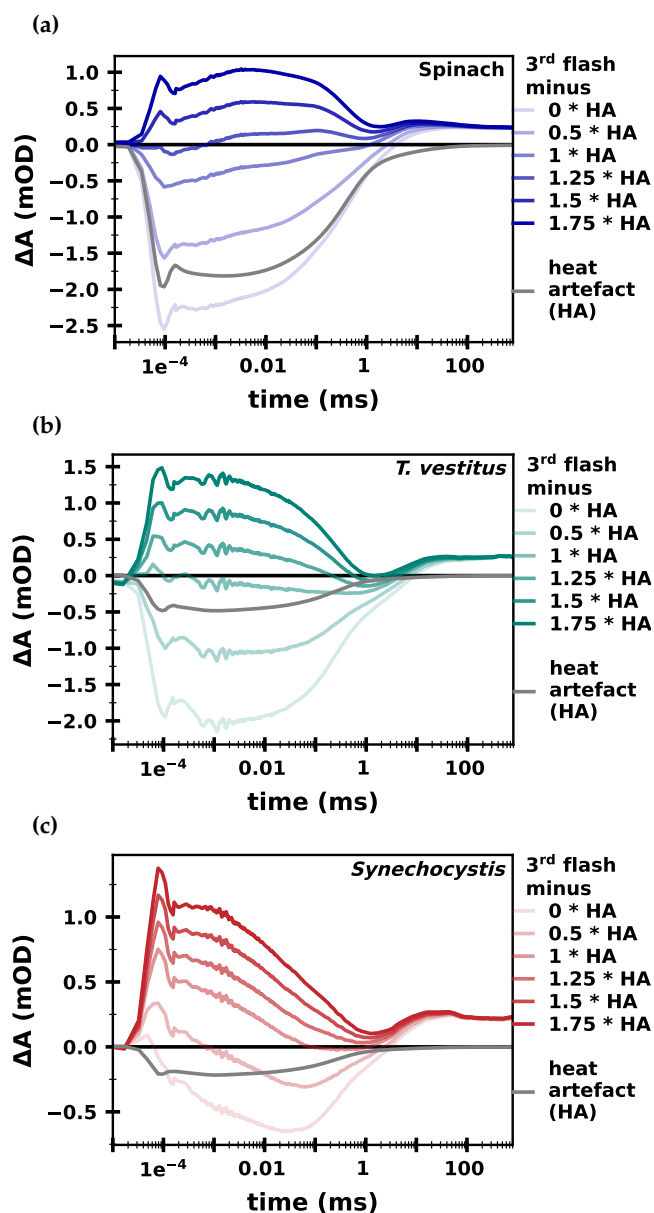 (a)
Spinach
3rd flash
minus
0 * HA
0.5 * HA
1 * HA
1.25 * HA
1.5 * HA
1.75 * HA
heat
artefact
(HA)
1.0
0.5
0.0
−0.5
−1.0
−1.5
−2.0
−2.5
ΔA (mOD)
1e⁻⁴ 0.01 1 100
time (ms)
(b)
T. vestitus
3rd flash
minus
0 * HA
0.5 * HA
1 * HA
1.25 * HA
1.5 * HA
1.75 * HA
heat
artefact
(HA)
1.5
1.0
0.5
0.0
−0.5
−1.0
−1.5
−2.0
ΔA (mOD)
1e⁻⁴ 0.01 1 100
time (ms)
(c)
Synechocystis
3rd flash
minus
0 * HA
0.5 * HA
1 * HA
1.25 * HA
1.5 * HA
1.75 * HA
heat
artefact
(HA)
1.0
0.5
0.0
−0.5
ΔA (mOD)
1e⁻⁴ 0.01 1 100
time (ms)